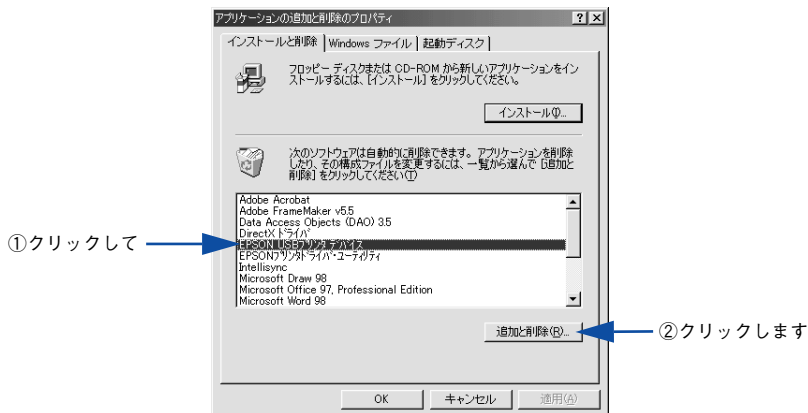 アプリケーションの追加と削除のプロパティ
インストールと削除
Windows ファイル
起動ディスク
フロッピー ディスクまたは CD-ROM から新しいアプリケーションをイン
ストールするには、[インストール] をクリックしてください。
インストール(I)...
次のソフトウェアは自動的に削除できます。アプリケーションを削除
したり、その構成ファイルを変更するには、一覧から選んで [追加と
削除] をクリックしてください(T)
Adobe Acrobat
Adobe FrameMaker v5.5
Data Access Objects (DAO) 3.5
DirectX ドライバ
①クリックして
EPSON USBプリンタデバイス
EPSONプリンタドライバ・ユーティリティ
Intellisync
Microsoft Draw 98
Microsoft Office 97, Professional Edition
Microsoft Word 98
追加と削除(R)...
②クリックします
OK
キャンセル
適用(A)